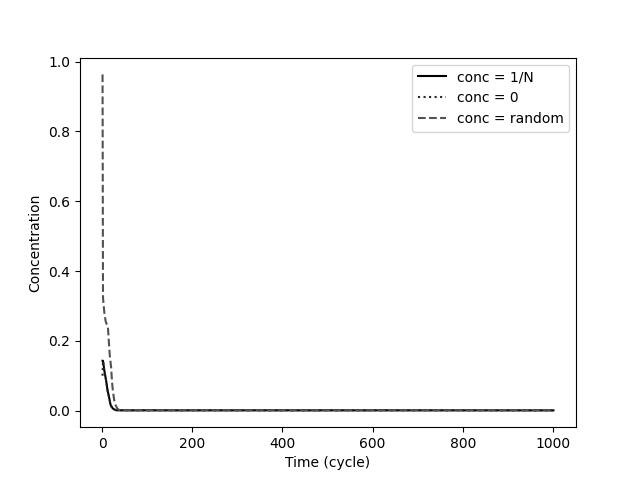 1.0
0.8
0.6
0.4
0.2
0.0
Concentration
conc = 1/N
conc = 0
conc = random
0 200 400 600 800 1000
Time (cycle)